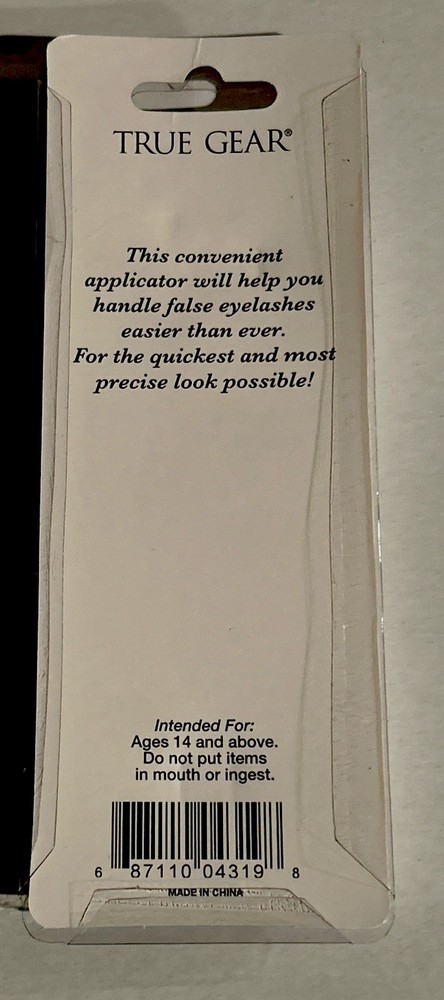 TRUE GEAR®
This convenient
applicator will help you
handle false eyelashes
easier than ever.
For the quickest and most
precise look possible!
Intended For:
Ages 14 and above.
Do not put items
in mouth or ingest.
6 87110 04319 8
MADE IN CHINA